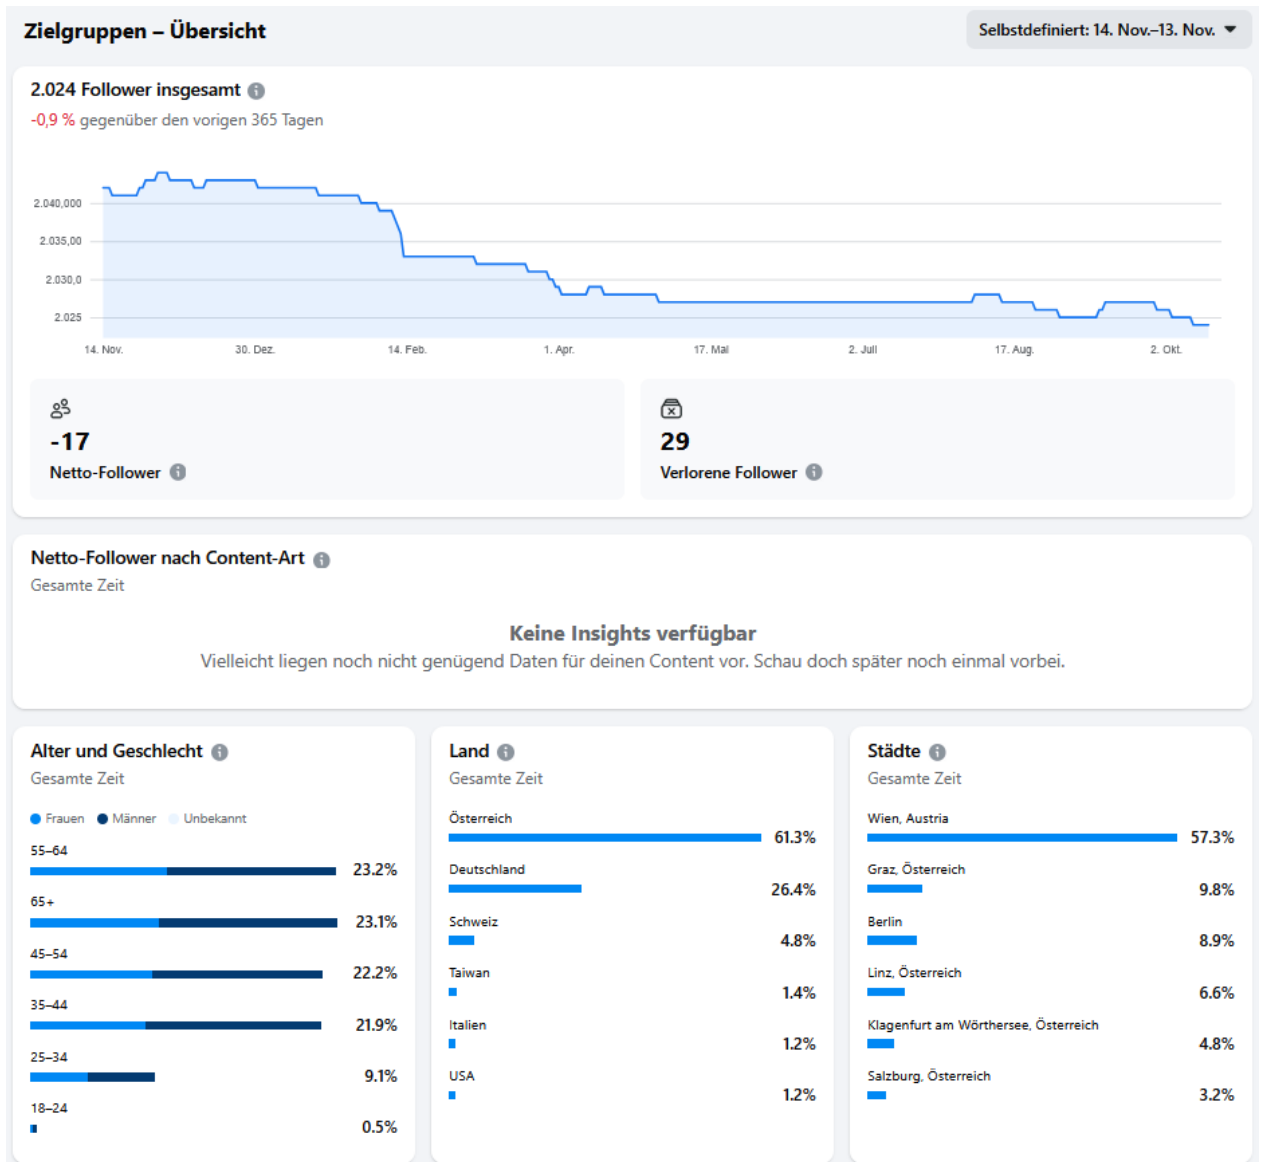 Zielgruppen – Übersicht
Selbstdefiniert: 14. Nov.–13. Nov.
2.024 Follower insgesamt
-0,9 % gegenüber den vorigen 365 Tagen
2.040,000
2.035,00
2.030,0
2.025
14. Nov. 30. Dez. 14. Feb. 1. Apr. 17. Mai 2. Juli 17. Aug. 2. Okt.
-17
Netto-Follower
29
Verlorene Follower
Netto-Follower nach Content-Art
Gesamte Zeit
Keine Insights verfügbar
Vielleicht liegen noch nicht genügend Daten für deinen Content vor. Schau doch später noch einmal vorbei.
Alter und Geschlecht
Gesamte Zeit
Frauen Männer Unbekannt
55–64
23.2%
65+
23.1%
45–54
22.2%
35–44
21.9%
25–34
9.1%
18–24
0.5%
Land
Gesamte Zeit
Österreich
61.3%
Deutschland
26.4%
Schweiz
4.8%
Taiwan
1.4%
Italien
1.2%
USA
1.2%
Städte
Gesamte Zeit
Wien, Austria
57.3%
Graz, Österreich
9.8%
Berlin
8.9%
Linz, Österreich
6.6%
Klagenfurt am Wörthersee, Österreich
4.8%
Salzburg, Österreich
3.2%